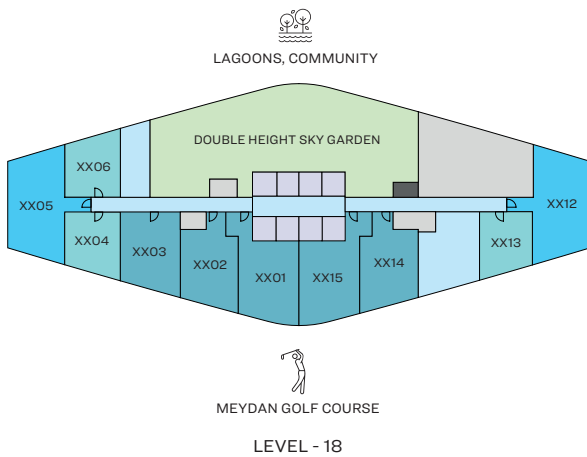 LAGOONS, COMMUNITY
DOUBLE HEIGHT SKY GARDEN
XX06
XX05
XX12
XX04
XX03
XX02
XX01
XX15
XX14
XX13
MEYDAN GOLF COURSE
LEVEL - 18